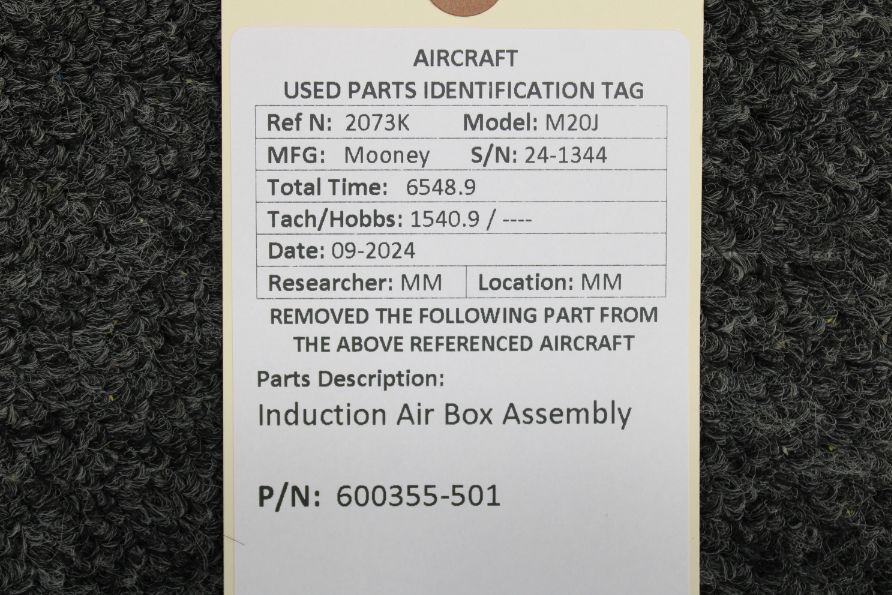 AIRCRAFT
USED PARTS IDENTIFICATION TAG
Ref N: 2073K Model: M20J
MFG: Mooney S/N: 24-1344
Total Time: 6548.9
Tach/Hobbs: 1540.9 / ----
Date: 09-2024
Researcher: MM Location: MM
REMOVED THE FOLLOWING PART FROM
THE ABOVE REFERENCED AIRCRAFT
Parts Description:
Induction Air Box Assembly
P/N: 600355-501